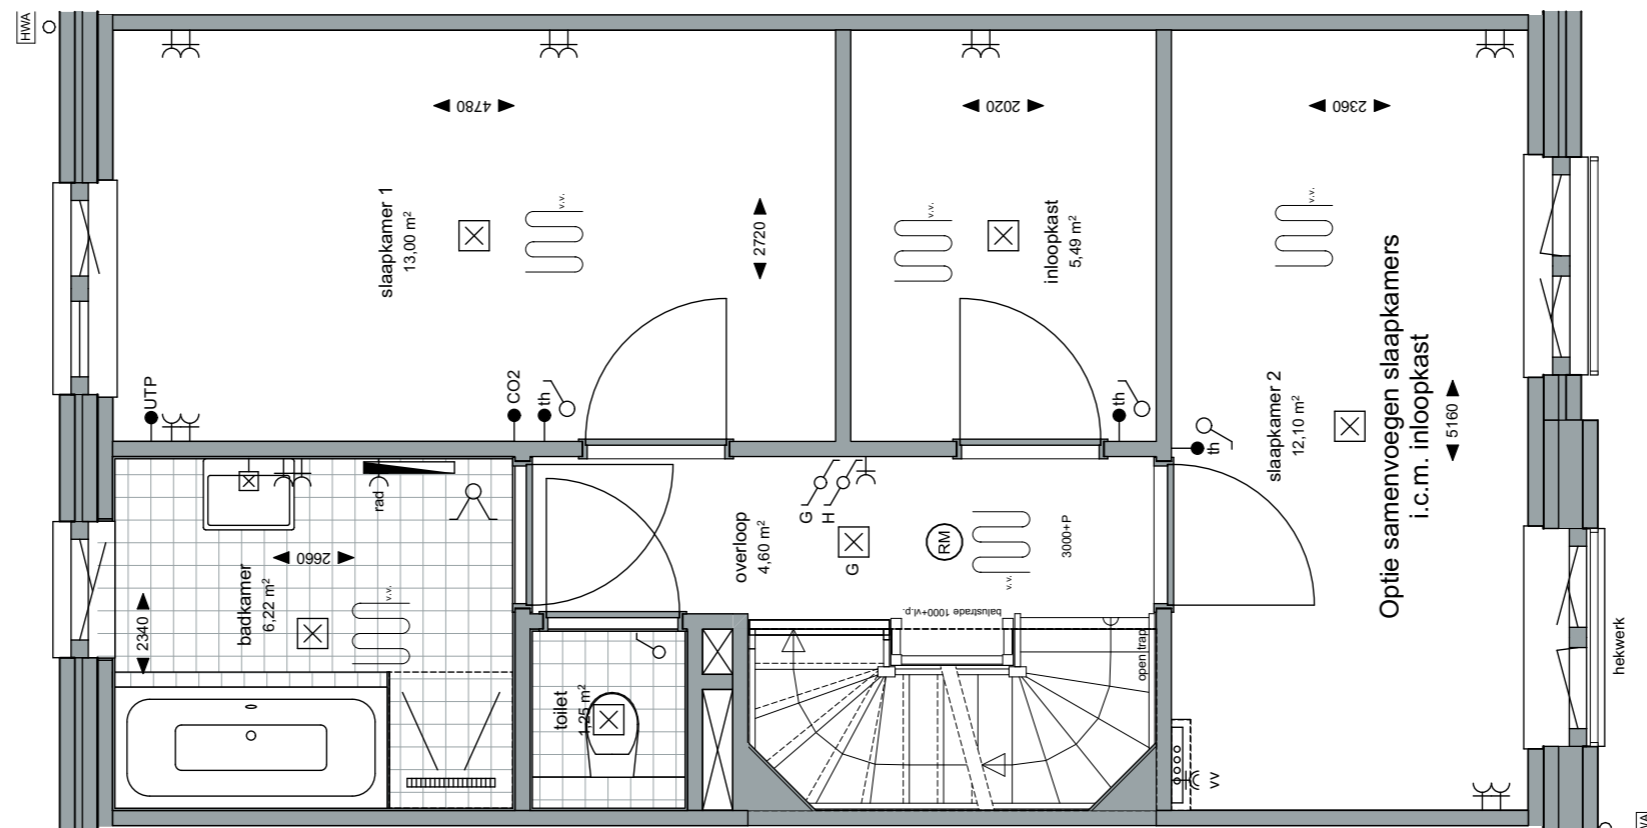 HWA
4780
2020
2360
slaapkamer 1
13,00 m²
v.v.
2720
v.v.
inloopkast
5,49 m²
v.v.
Optie samenvoegen slaapkamers
i.c.m. inloopkast
UTP
CO2
th
th
th
slaapkamer 2
12,10 m²
5160
rad
2660
badkamer
6,22 m²
v.v.
2340
G
H
overloop
4,60 m²
G
RM
v.v.
3000+P
balustrade 1000+vl.p.
open trap
toilet
1,25 m²
VV
hekwerk